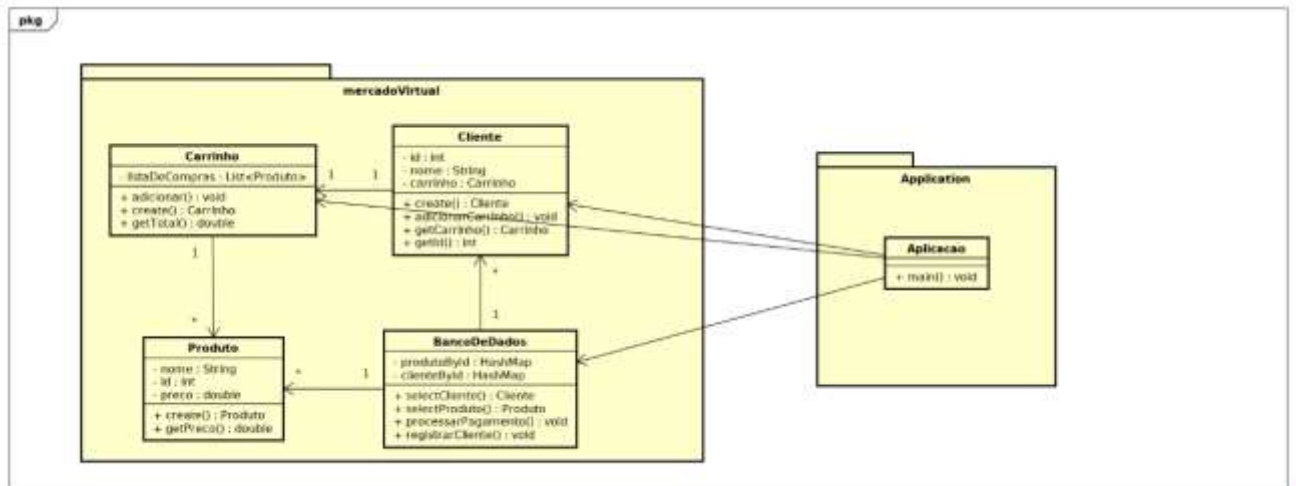 pkg
mercadoVirtual
Carrinho
- listaDeCompras : List<Produto>
+ adicionar() : void
+ create() : Carrinho
+ getTotal() : double
1
1
Cliente
- id : int
- nome : String
- carrinho : Carrinho
+ create() : Cliente
+ adicionarCarrinho() : void
+ getCarrinho() : Carrinho
+ getId() : int
Application
Aplicacao
+ main() : void
1
*
*
1
Produto
- nome : String
- id : int
- preco : double
+ create() : Produto
+ getPreco() : double
*
1
BancoDeDados
- produtoById : HashMap
- clienteById : HashMap
+ selectCliente() : Cliente
+ selectProduto() : Produto
+ processarPagamento() : void
+ registrarCliente() : void